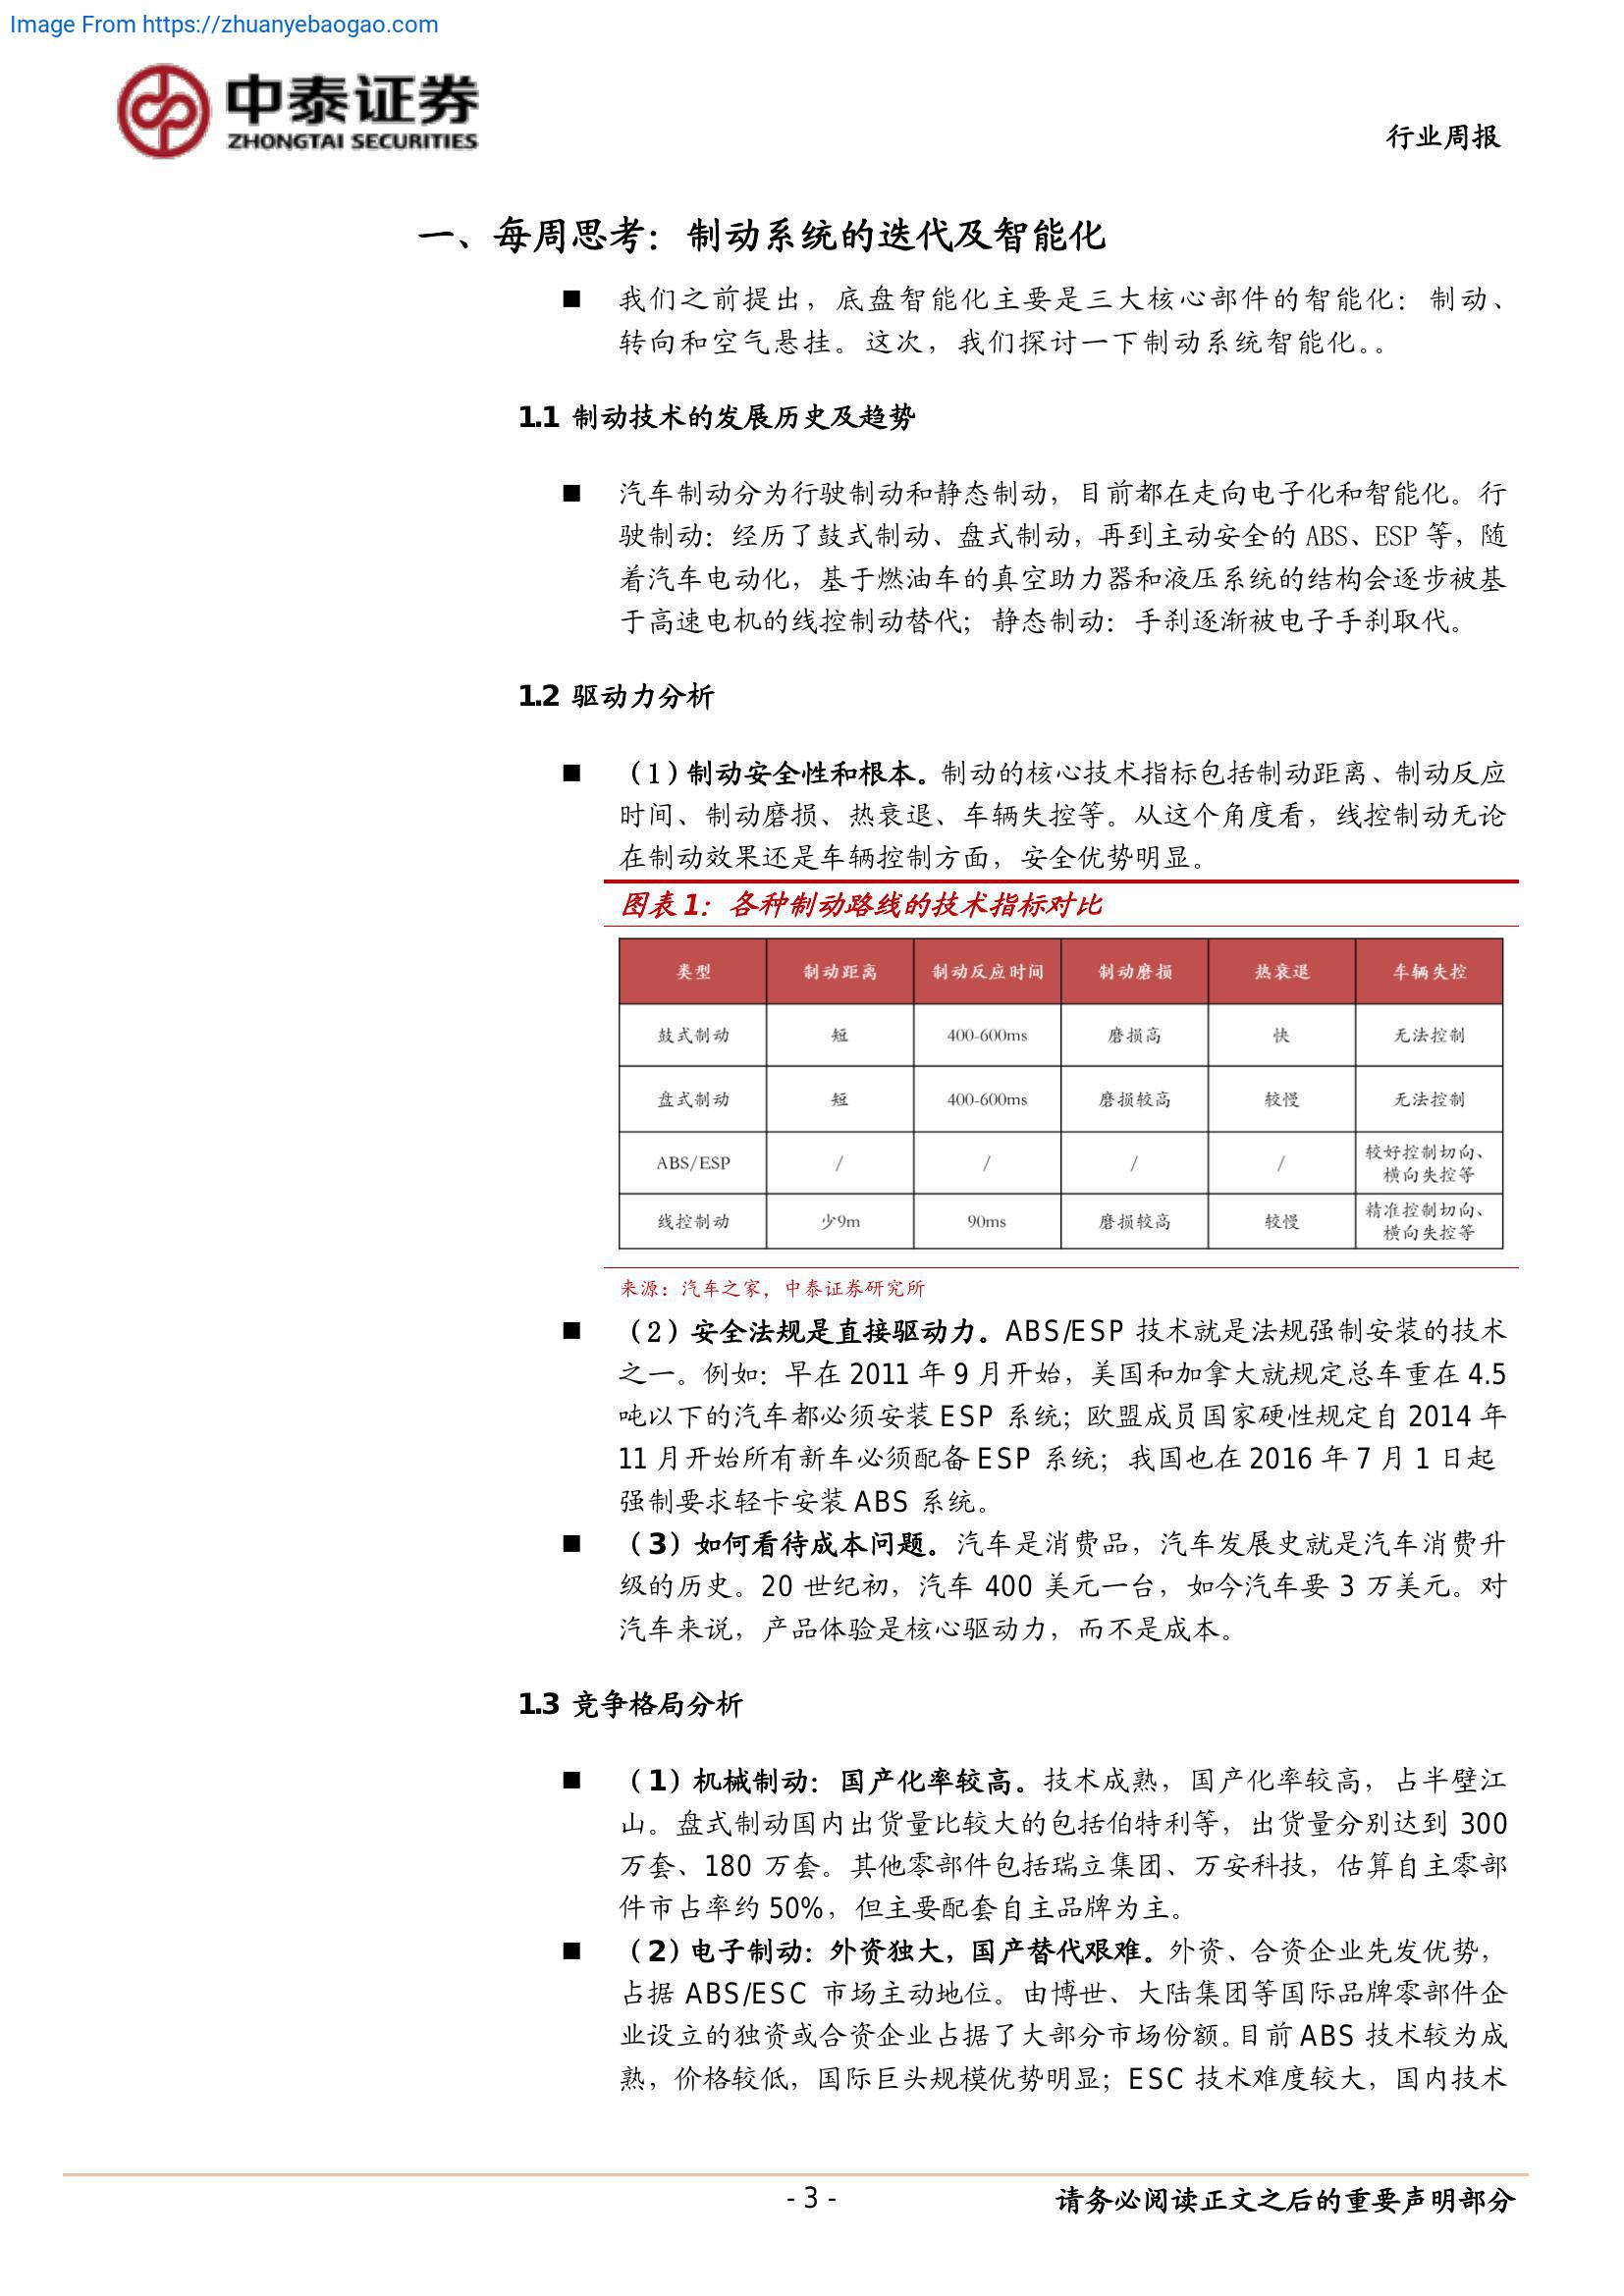 Image From https://zhuanyebaogao.com
中泰证券
ZHONGTAI SECURITIES
行业周报
一、每周思考：制动系统的迭代及智能化
■ 我们之前提出，底盘智能化主要是三大核心部件的智能化：制动、
转向和空气悬挂。这次，我们探讨一下制动系统智能化。。
1.1 制动技术的发展历史及趋势
■ 汽车制动分为行驶制动和静态制动，目前都在走向电子化和智能化。行
驶制动：经历了鼓式制动、盘式制动，再到主动安全的 ABS、ESP 等，随
着汽车电动化，基于燃油车的真空助力器和液压系统的结构会逐步被基
于高速电机的线控制动替代；静态制动：手刹逐渐被电子手刹取代。
1.2 驱动力分析
■ （1）制动安全性和根本。制动的核心技术指标包括制动距离、制动反应
时间、制动磨损、热衰退、车辆失控等。从这个角度看，线控制动无论
在制动效果还是车辆控制方面，安全优势明显。
图表 1：各种制动路线的技术指标对比
类型 制动距离 制动反应时间 制动磨损 热衰退 车辆失控
鼓式制动 短 400-600ms 磨损高 快 无法控制
盘式制动 短 400-600ms 磨损较高 较慢 无法控制
ABS/ESP / / / / 较好控制切向、
横向失控等
线控制动 少9m 90ms 磨损较高 较慢 精准控制切向、
横向失控等
来源：汽车之家，中泰证券研究所
■ （2）安全法规是直接驱动力。ABS/ESP 技术就是法规强制安装的技术
之一。例如：早在 2011 年 9 月开始，美国和加拿大就规定总车重在 4.5
吨以下的汽车都必须安装 ESP 系统；欧盟成员国家硬性规定自 2014 年
11 月开始所有新车必须配备 ESP 系统；我国也在 2016 年 7 月 1 日起
强制要求轻卡安装 ABS 系统。
■ （3）如何看待成本问题。汽车是消费品，汽车发展史就是汽车消费升
级的历史。20 世纪初，汽车 400 美元一台，如今汽车要 3 万美元。对
汽车来说，产品体验是核心驱动力，而不是成本。
1.3 竞争格局分析
■ （1）机械制动：国产化率较高。技术成熟，国产化率较高，占半壁江
山。盘式制动国内出货量比较大的包括伯特利等，出货量分别达到 300
万套、180 万套。其他零部件包括瑞立集团、万安科技，估算自主零部
件市占率约 50%，但主要配套自主品牌为主。
■ （2）电子制动：外资独大，国产替代艰难。外资、合资企业先发优势，
占据 ABS/ESC 市场主动地位。由博世、大陆集团等国际品牌零部件企
业设立的独资或合资企业占据了大部分市场份额。目前 ABS 技术较为成
熟，价格较低，国际巨头规模优势明显；ESC 技术难度较大，国内技术
- 3 -
请务必阅读正文之后的重要声明部分